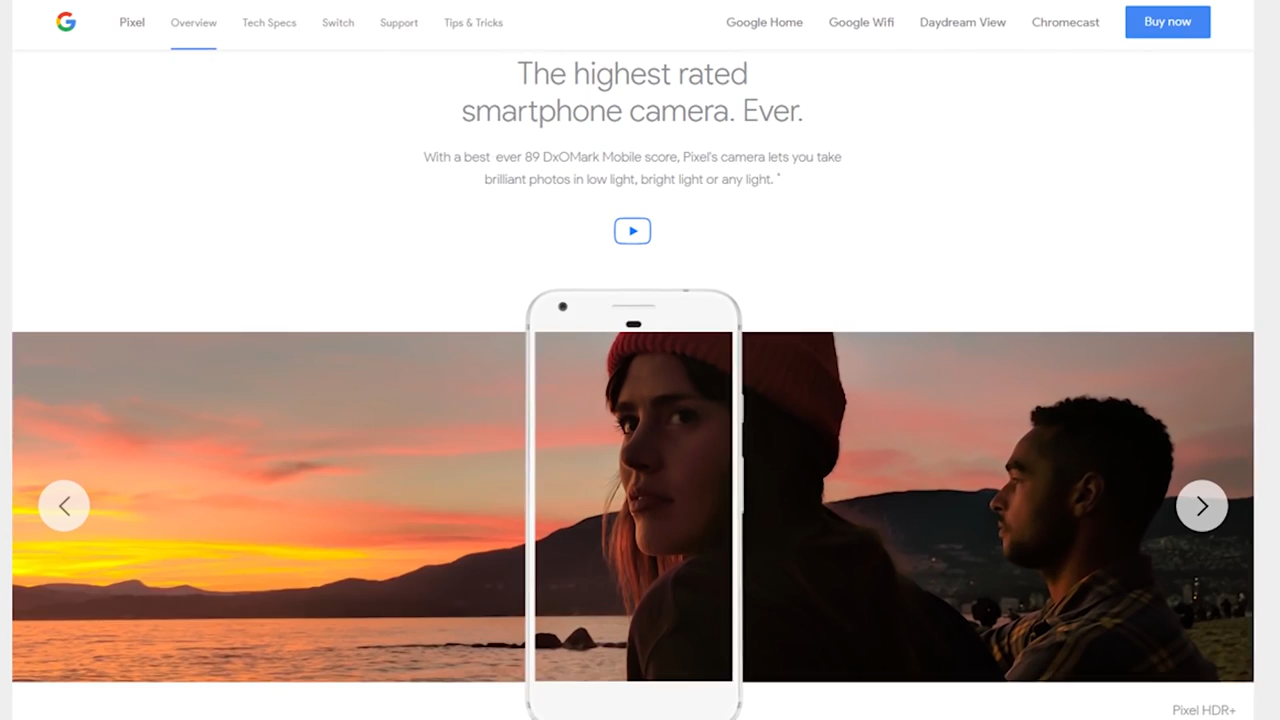 Pixel Overview Tech Specs Switch Support Tips & Tricks Google Home Google Wifi Daydream View Chromecast Buy now
The highest rated
smartphone camera. Ever.
With a best ever 89 DxOMark Mobile score, Pixel's camera lets you take
brilliant photos in low light, bright light or any light. *
Pixel HDR+